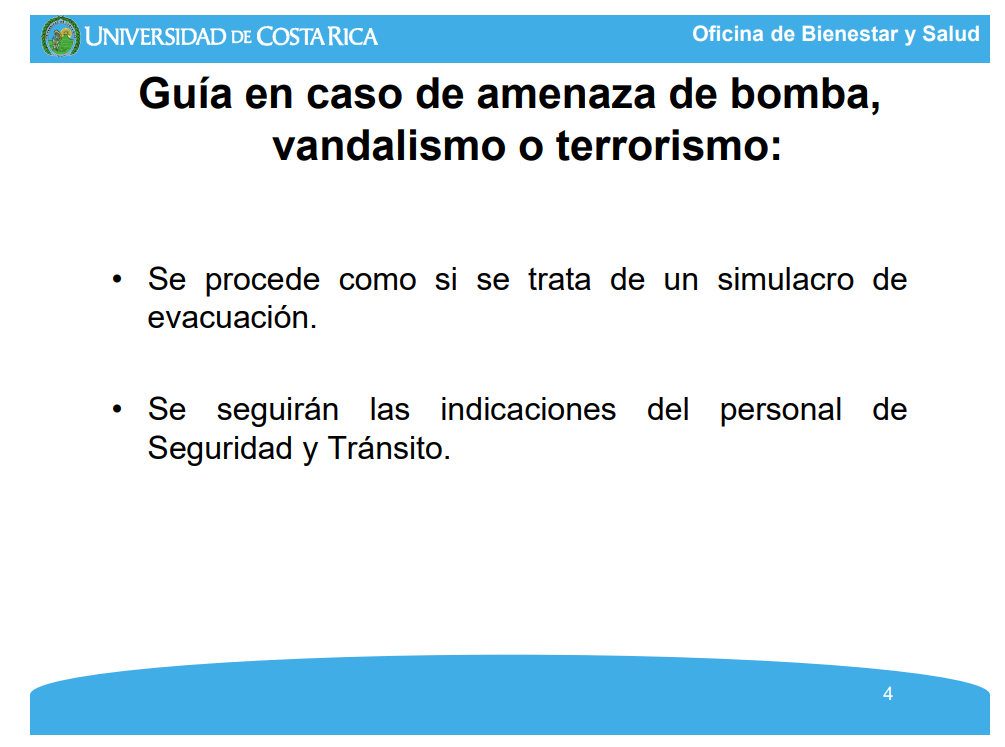 UNIVERSIDAD DE COSTA RICA
Oficina de Bienestar y Salud
Guía en caso de amenaza de bomba,
vandalismo o terrorismo:
• Se procede como si se trata de un simulacro de
evacuación.
• Se seguirán las indicaciones del personal de
Seguridad y Tránsito.
4